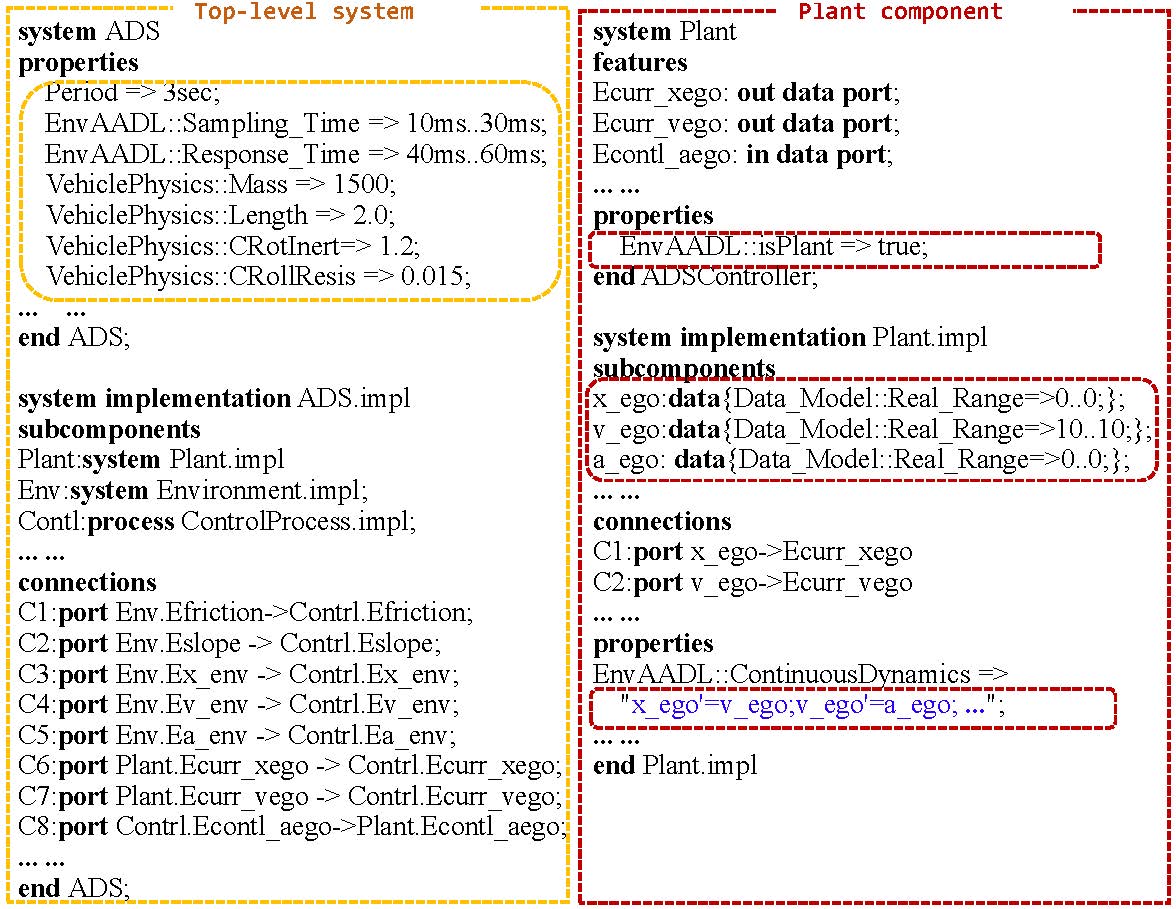 Top-level system
system ADS
properties
Period => 3sec;
EnvAADL::Sampling_Time => 10ms..30ms;
EnvAADL::Response_Time => 40ms..60ms;
VehiclePhysics::Mass => 1500;
VehiclePhysics::Length => 2.0;
VehiclePhysics::CRotInert=> 1.2;
VehiclePhysics::CRollResis => 0.015;
... ...
end ADS;
system implementation ADS.impl
subcomponents
Plant:system Plant.impl
Env:system Environment.impl;
Contl:process ControlProcess.impl;
... ...
connections
C1:port Env.Efriction->Contrl.Efriction;
C2:port Env.Eslope -> Contrl.Eslope;
C3:port Env.Ex_env -> Contrl.Ex_env;
C4:port Env.Ev_env -> Contrl.Ev_env;
C5:port Env.Ea_env -> Contrl.Ea_env;
C6:port Plant.Ecurr_xego -> Contrl.Ecurr_xego;
C7:port Plant.Ecurr_vego -> Contrl.Ecurr_vego;
C8:port Contrl.Econtl_aego->Plant.Econtl_aego;
... ...
end ADS;
Plant component
system Plant
features
Ecurr_xego: out data port;
Ecurr_vego: out data port;
Econtl_aego: in data port;
... ...
properties
EnvAADL::isPlant => true;
end ADSController;
system implementation Plant.impl
subcomponents
x_ego:data{Data_Model::Real_Range=>0..0;};
v_ego:data{Data_Model::Real_Range=>10..10;};
a_ego: data{Data_Model::Real_Range=>0..0;};
... ...
connections
C1:port x_ego->Ecurr_xego
C2:port v_ego->Ecurr_vego
... ...
properties
EnvAADL::ContinuousDynamics =>
"x_ego'=v_ego;v_ego'=a_ego; ...";
... ...
end Plant.impl